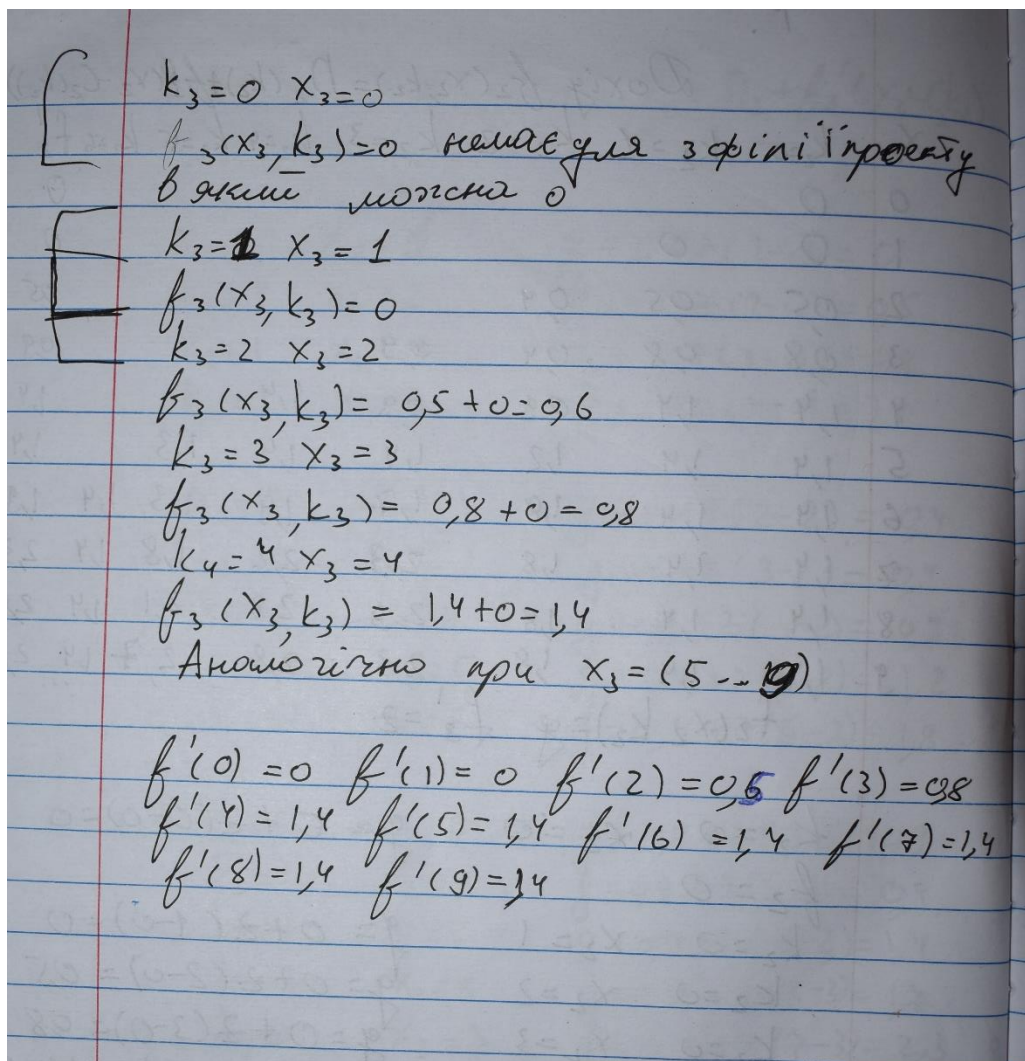 k₃=0 x₃=0
f₃(x₃, k₃)=0 немає для 3 філії проекту
в який можна 0
k₃=1 x₃=1
f₃(x₃, k₃)=0
k₃=2 x₃=2
f₃(x₃, k₃)= 0,5+0=0,6
k₃=3 x₃=3
f₃(x₃, k₃)= 0,8+0=0,8
k₄=4 x₃=4
f₃(x₃, k₃) = 1,4+0=1,4
Аналогічно при x₃=(5...9)
f'(0)=0 f'(1)=0 f'(2)=0,5 f'(3)=0,8
f'(4)=1,4 f'(5)=1,4 f'(6)=1,4 f'(7)=1,4
f'(8)=1,4 f'(9)=1,4